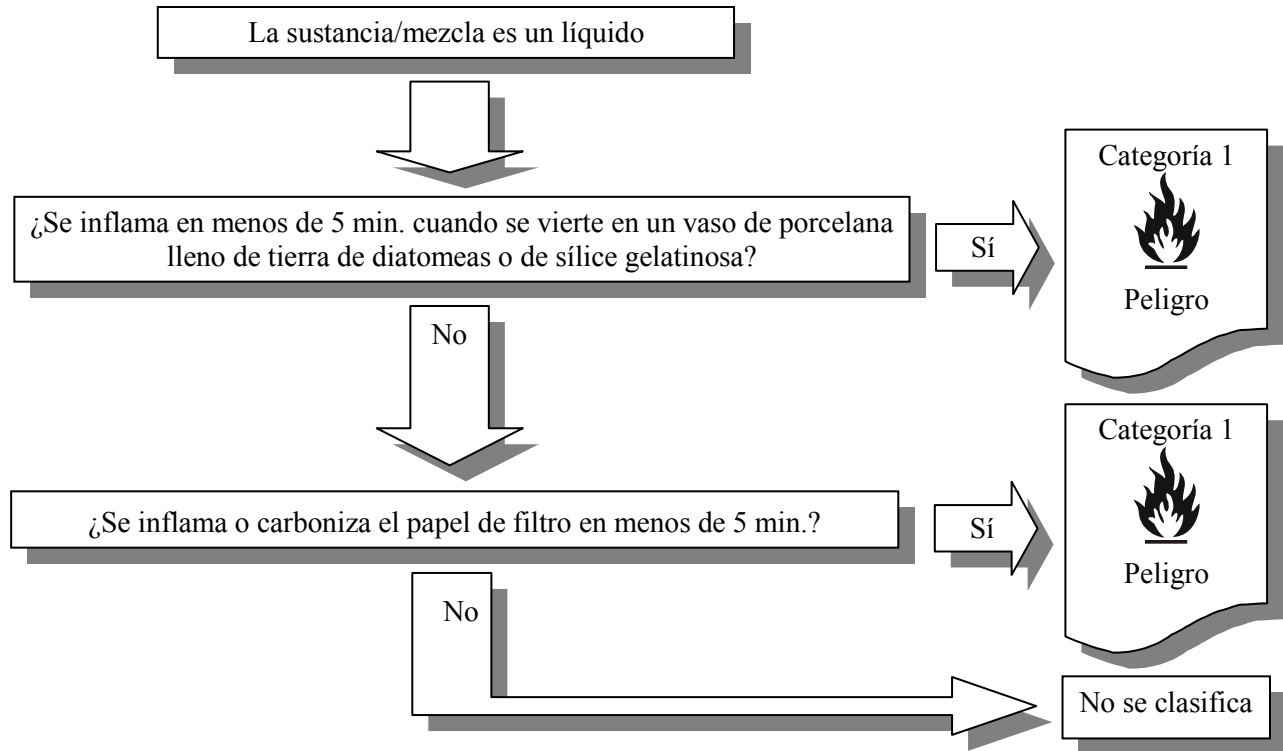 La sustancia/mezcla es un líquido
¿Se inflama en menos de 5 min. cuando se vierte en un vaso de porcelana
lleno de tierra de diatomeas o de sílice gelatinosa?
Sí
Categoría 1
Peligro
No
¿Se inflama o carboniza el papel de filtro en menos de 5 min.?
Sí
Categoría 1
Peligro
No
No se clasifica